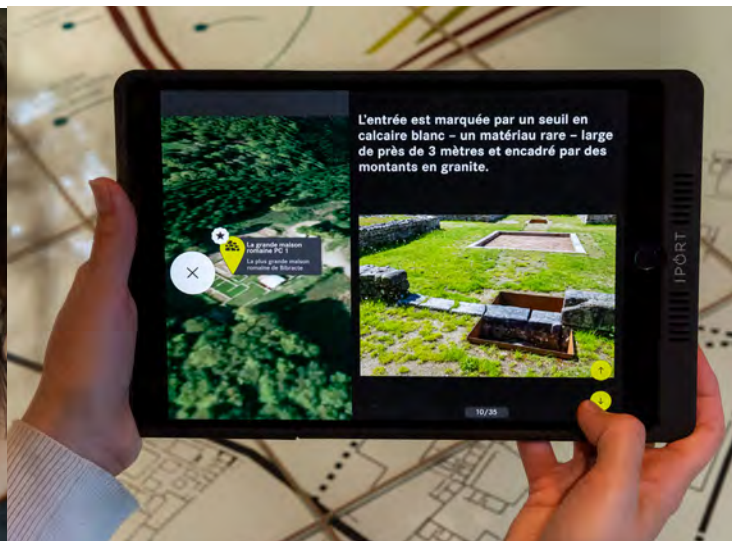 L'entrée est marquée par un seuil en
calcaire blanc – un matériau rare – large
de près de 3 mètres et encadré par des
montants en granite.
La grande maison
romaine PC 1
La plus grande maison
romaine de Bibracte
10/35
IPORT